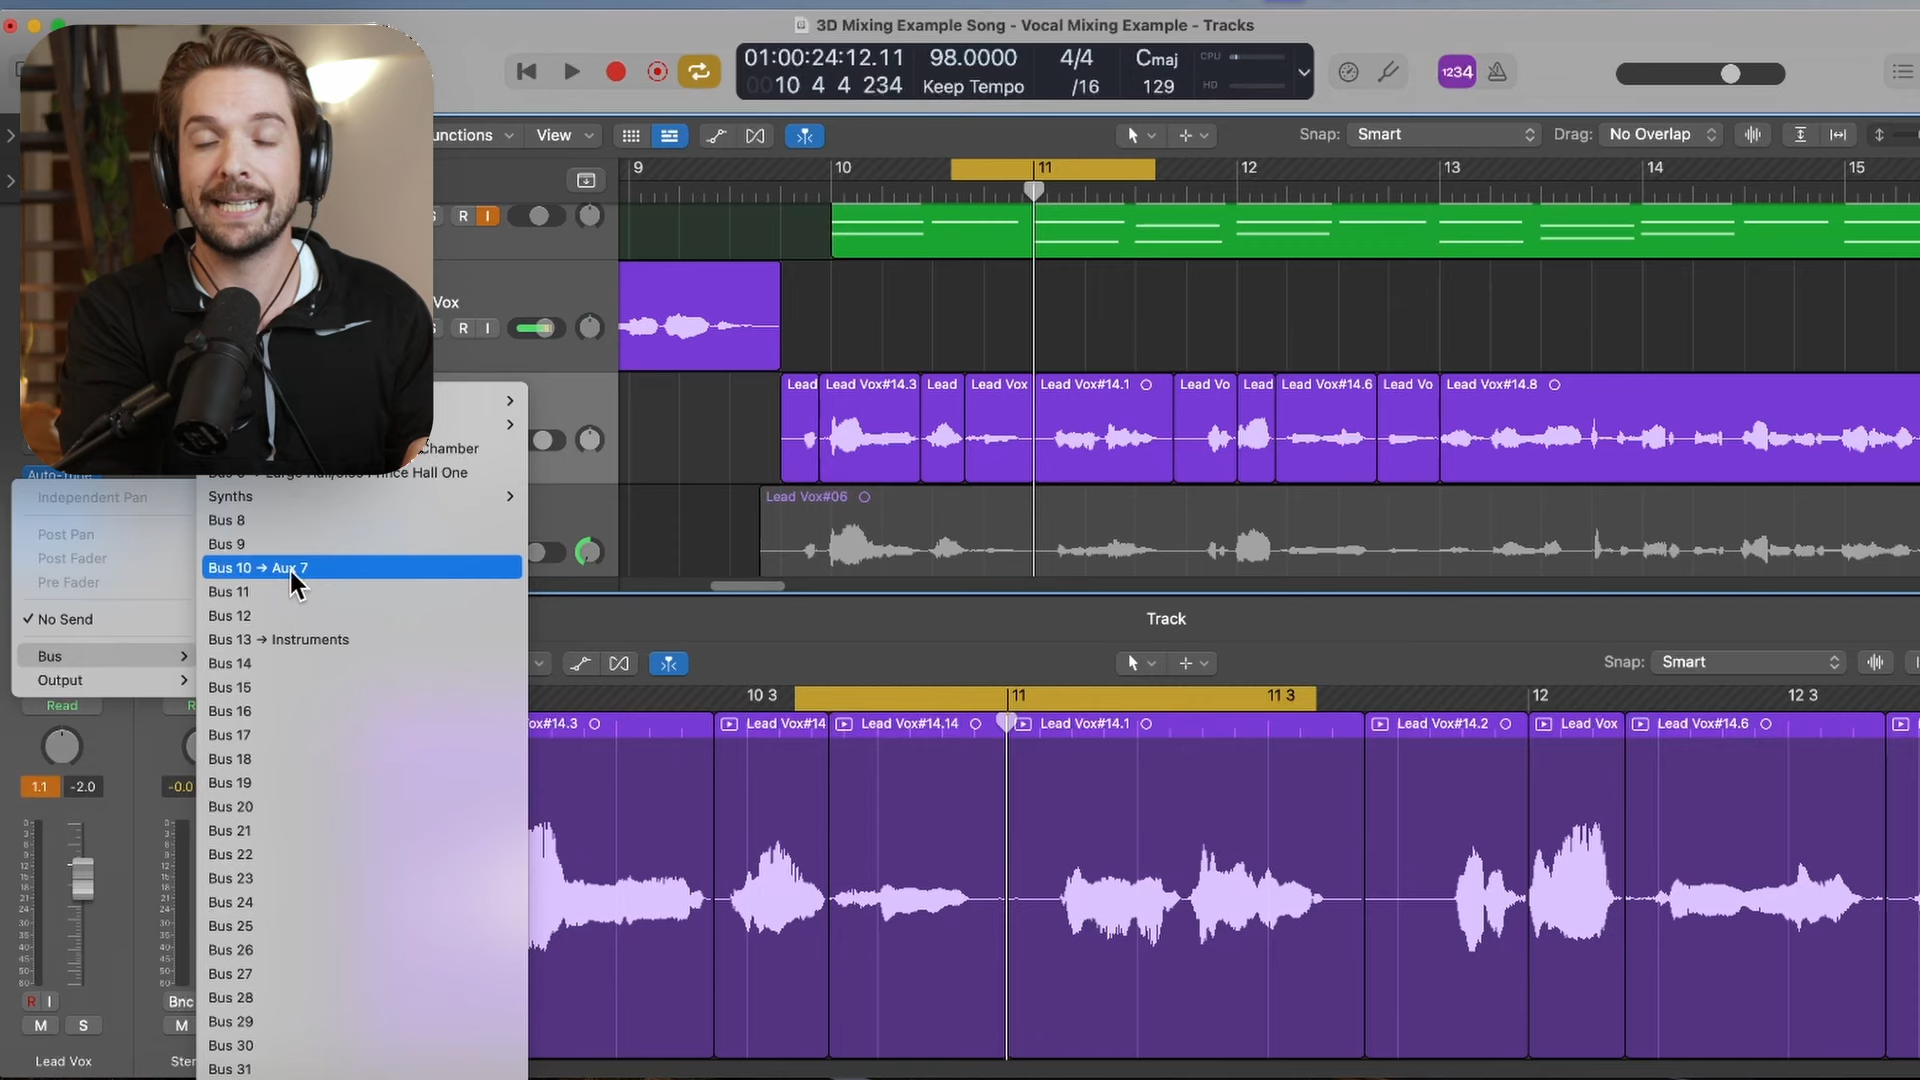 3D Mixing Example Song - Vocal Mixing Example - Tracks
01:00:24:12.11
98.0000
4/4
Cmaj
CPU
0010 4 4 234
Keep Tempo
/16
129
HD
1234
unctions
View
Snap:
Smart
Drag:
No Overlap
9
10
11
12
13
14
15
R
I
Vox
R
I
Lead
Lead Vox#14.3
Lead
Lead Vox
Lead Vox#14.1
Lead Vo
Lead
Lead Vox#14.6
Lead Vo
Lead Vox#14.8
Lead Vox#06
Chamber
Prince Hall One
Synths
Bus 8
Bus 9
Bus 10 → Aux 7
Bus 11
Bus 12
Bus 13 → Instruments
Bus 14
Bus 15
Bus 16
Bus 17
Bus 18
Bus 19
Bus 20
Bus 21
Bus 22
Bus 23
Bus 24
Bus 25
Bus 26
Bus 27
Bus 28
Bus 29
Bus 30
Bus 31
Independent Pan
Post Pan
Post Fader
Pre Fader
✓ No Send
Bus
Output
Read
R
1.1
-2.0
-0.0
R I
Bnc
M
S
M
Lead Vox
Ster
Track
Snap:
Smart
10 3
11
11 3
12
12 3
ox#14.3
Lead Vox#14
Lead Vox#14.14
Lead Vox#14.1
Lead Vox#14.2
Lead Vox
Lead Vox#14.6